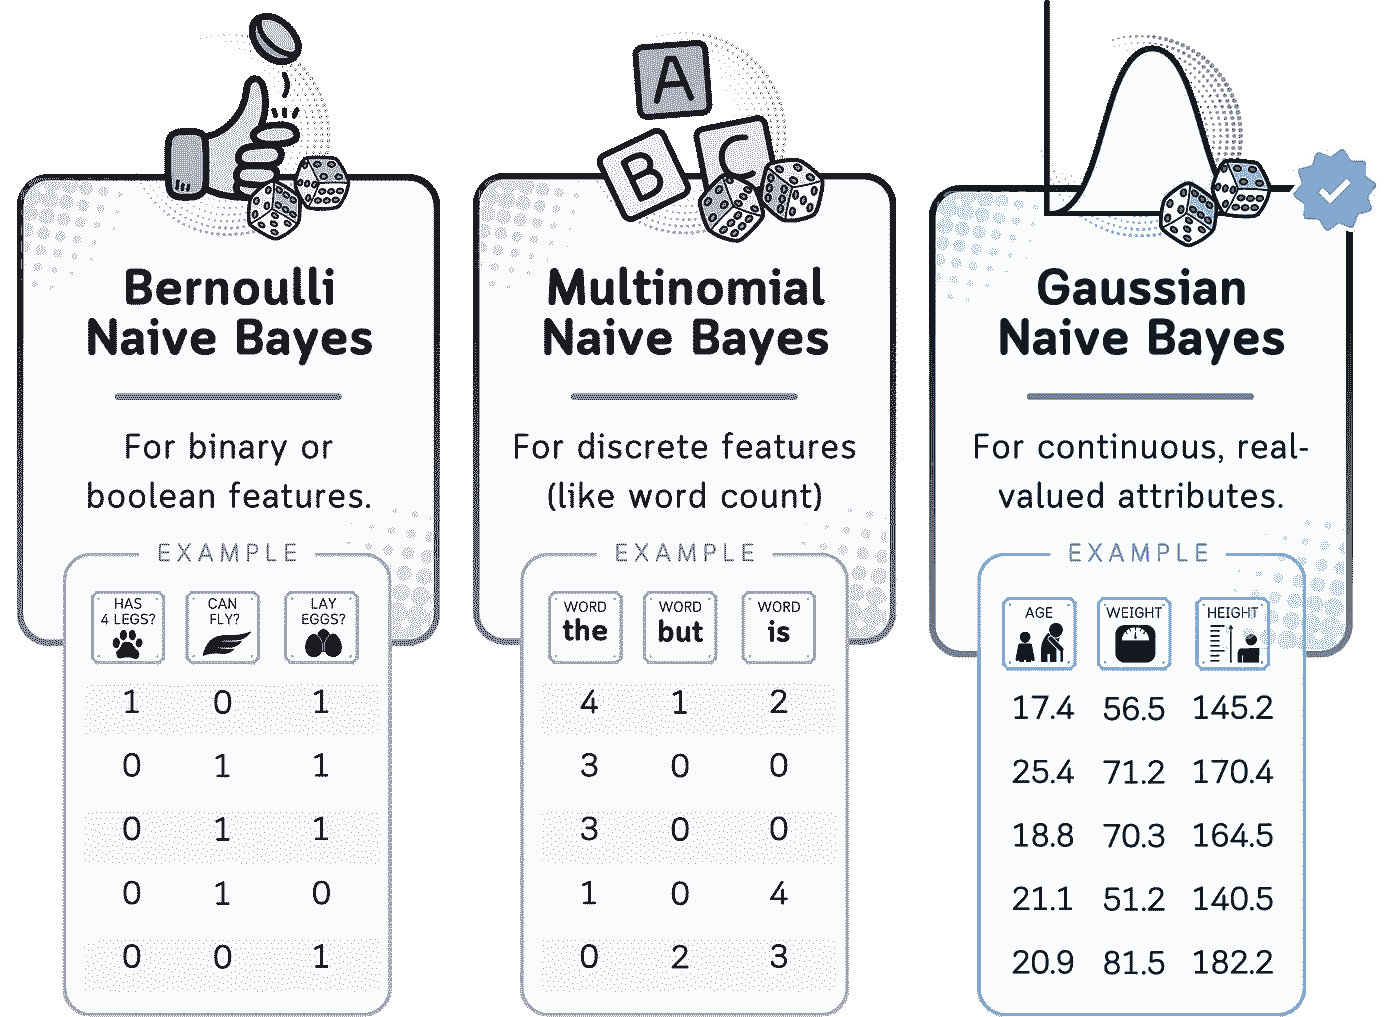 A
B
C
Bernoulli
Naive Bayes
For binary or
boolean features.
EXAMPLE
HAS
4 LEGS?
CAN
FLY?
LAY
EGGS?
1 0 1
0 1 1
0 1 1
0 1 0
0 0 1
Multinomial
Naive Bayes
For discrete features
(like word count)
EXAMPLE
WORD
the
WORD
but
WORD
is
4 1 2
3 0 0
3 0 0
1 0 4
0 2 3
Gaussian
Naive Bayes
For continuous, real-
valued attributes.
EXAMPLE
AGE
WEIGHT
HEIGHT
17.4 56.5 145.2
25.4 71.2 170.4
18.8 70.3 164.5
21.1 51.2 140.5
20.9 81.5 182.2